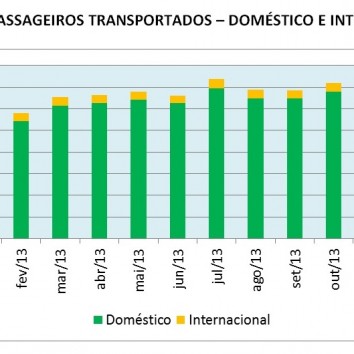 ASSAGEIROS TRANSPORTADOS – DOMÉSTICO E INT
fev/13
mar/13
abr/13
mai/13
jun/13
jul/13
ago/13
set/13
out/13
Doméstico
Internacional